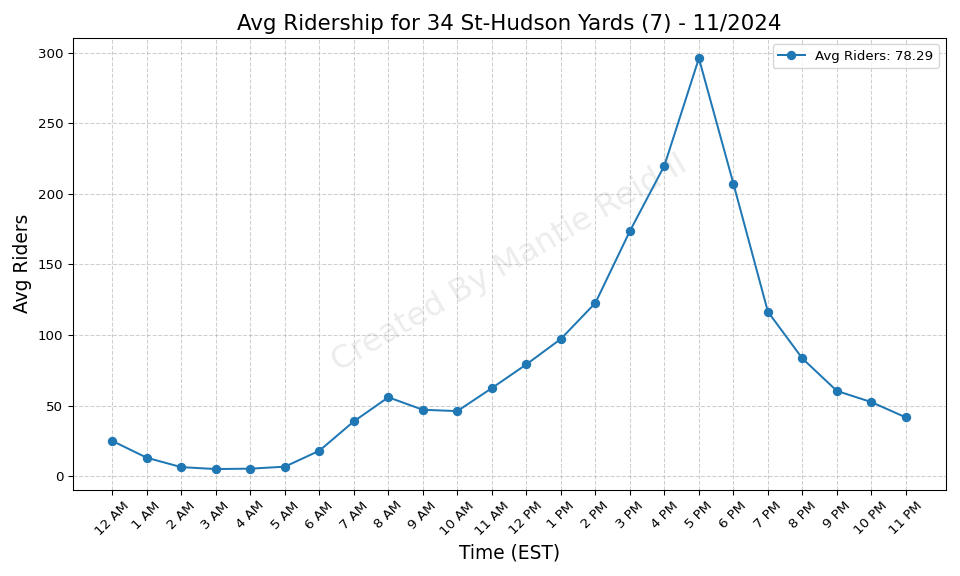 Avg Ridership for 34 St-Hudson Yards (7) - 11/2024
Avg Riders: 78.29
300
250
200
150
100
50
0
Avg Riders
Created By Mantle Reid II
12 AM
1 AM
2 AM
3 AM
4 AM
5 AM
6 AM
7 AM
8 AM
9 AM
10 AM
11 AM
12 PM
1 PM
2 PM
3 PM
4 PM
5 PM
6 PM
7 PM
8 PM
9 PM
10 PM
11 PM
Time (EST)